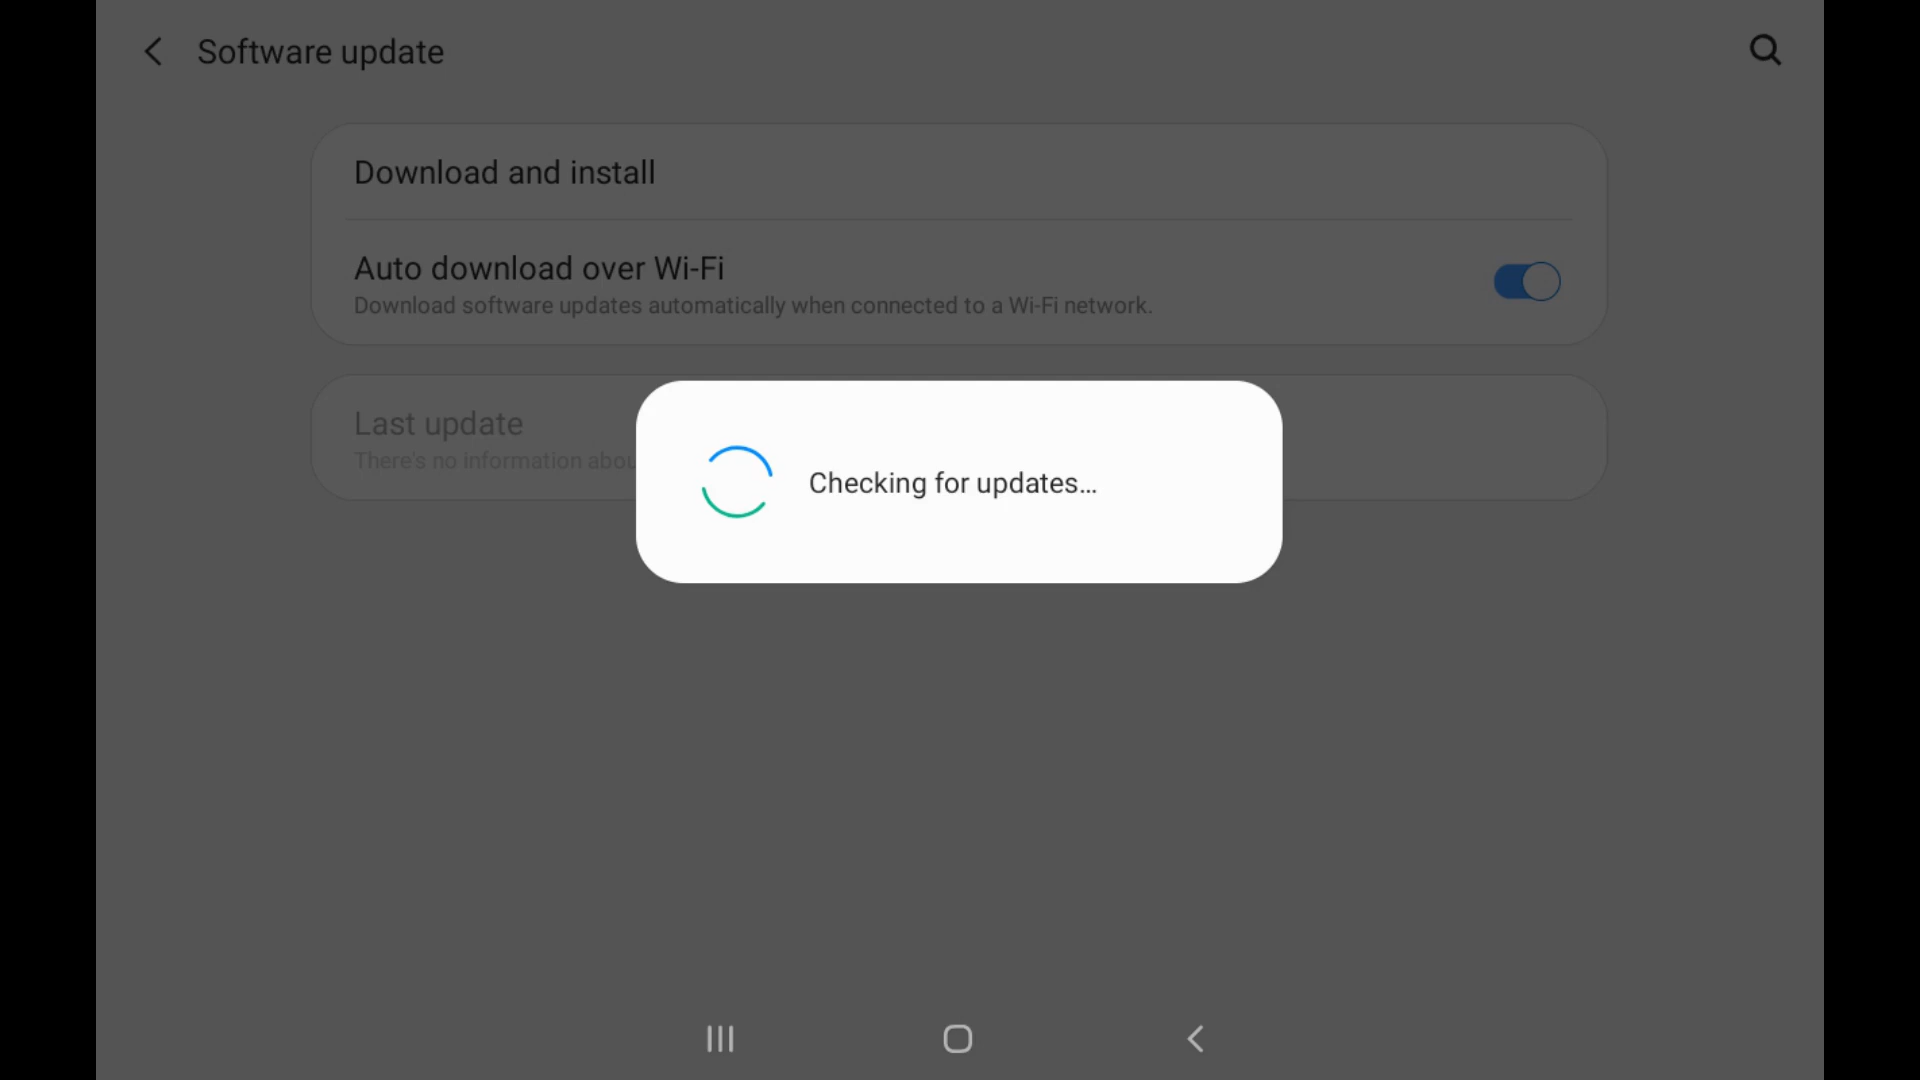 Software update
Download and install
Auto download over Wi-Fi
Download software updates automatically when connected to a Wi-Fi network.
Last update
There's no information
Checking for updates...